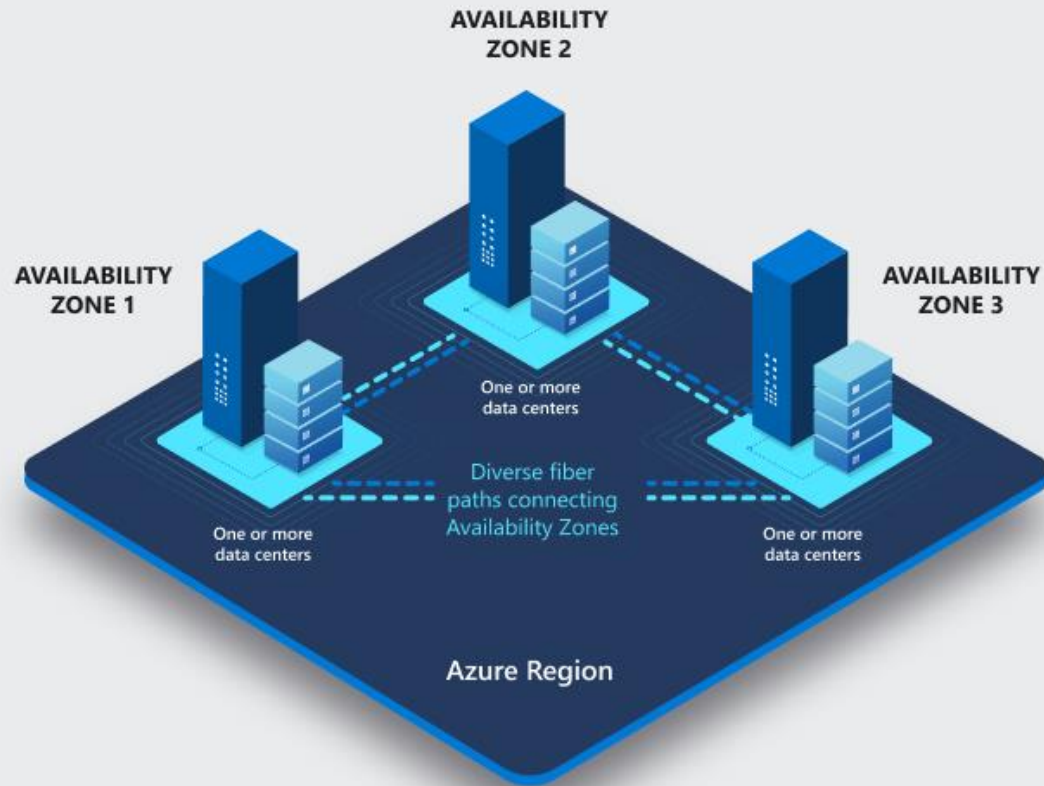 AVAILABILITY
ZONE 2
AVAILABILITY
ZONE 1
AVAILABILITY
ZONE 3
One or more
data centers
Diverse fiber
paths connecting
Availability Zones
One or more
data centers
One or more
data centers
Azure Region